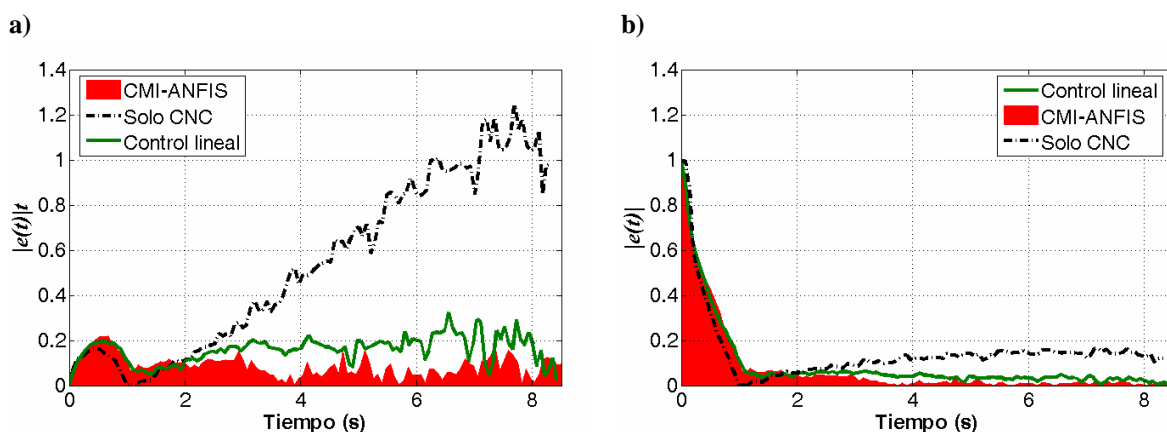 a)
1.4
1.2
1
0.8
0.6
0.4
0.2
0
|e(t)|t
CMI-ANFIS
Solo CNC
Control lineal
0
2
4
6
8
Tiempo (s)
b)
1.4
1.2
1
0.8
0.6
0.4
0.2
0
|e(t)|
Control lineal
CMI-ANFIS
Solo CNC
0
2
4
6
8
Tiempo (s)